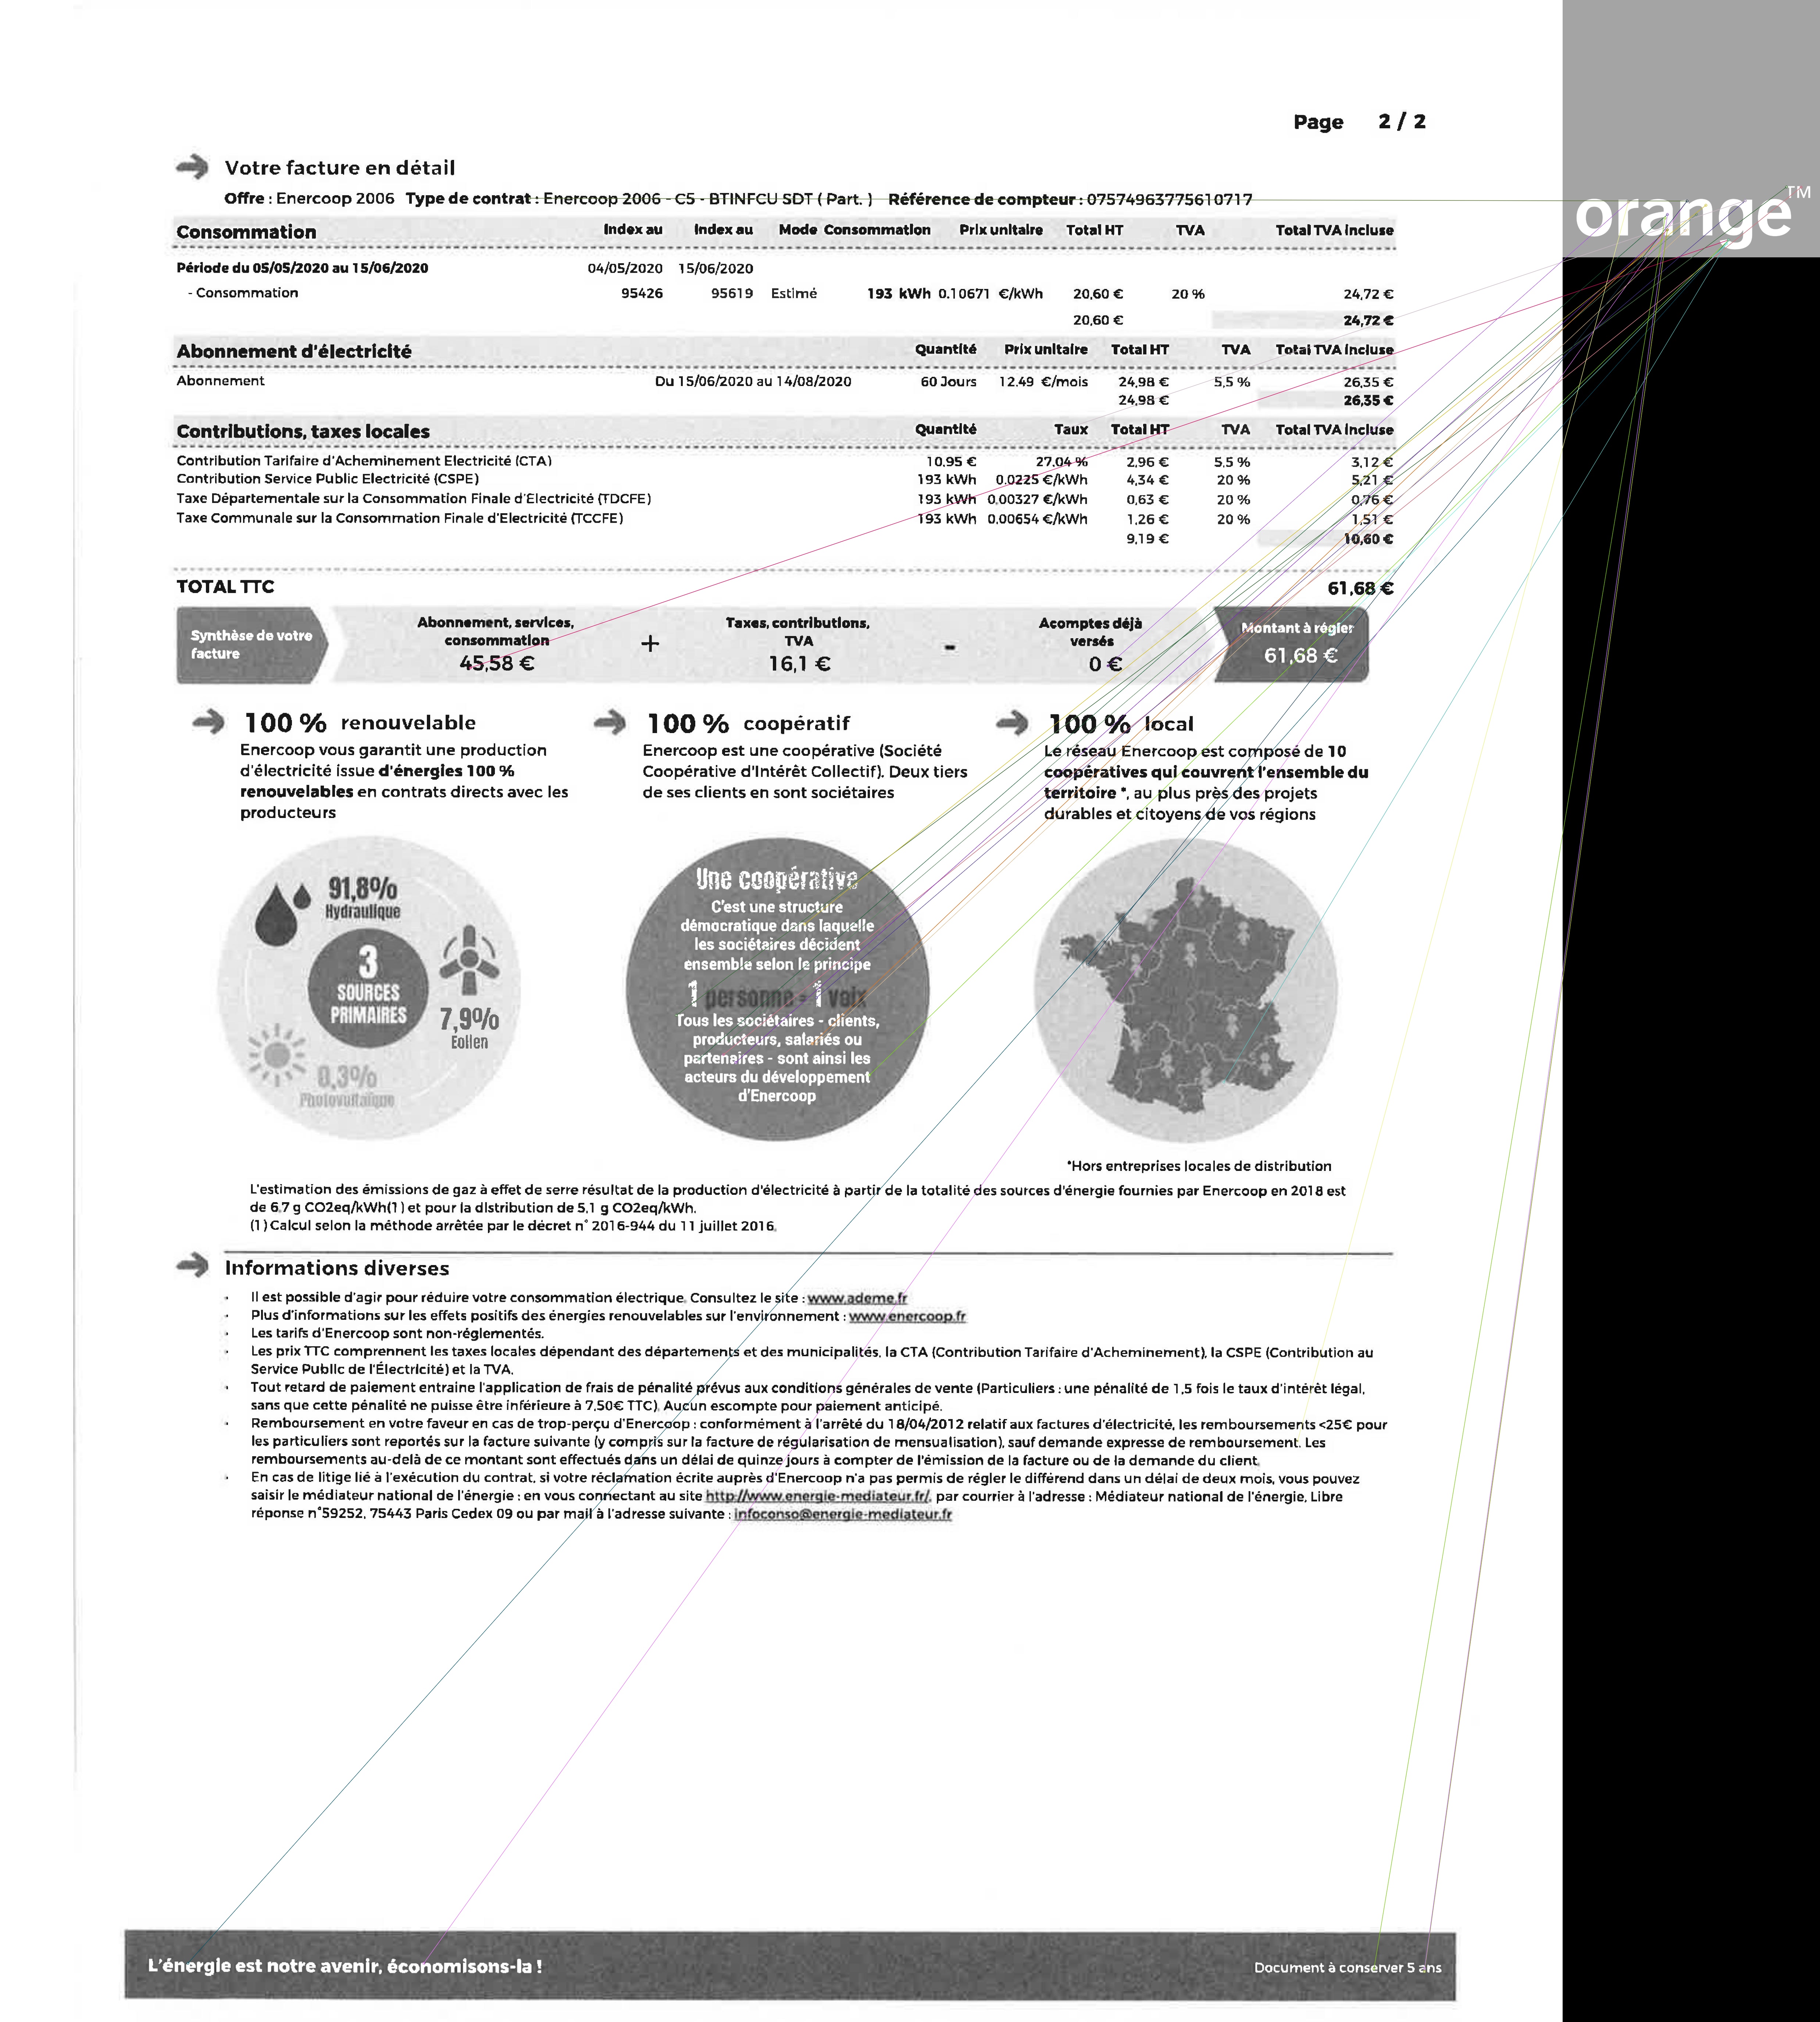 Page 2 / 2
orange™
Votre facture en détail
Offre : Enercoop 2006 Type de contrat : Enercoop 2006 - C5 - BTINFCU SDT ( Part. ) Référence de compteur : 07574963775610717
Consommation Index au Index au Mode Consommation Prix unitaire Total HT TVA Total TVA incluse
Période du 05/05/2020 au 15/06/2020 04/05/2020 15/06/2020
- Consommation 95426 95619 Estimé 193 kWh 0.10671 €/kWh 20,60 € 20 % 24,72 €
20,60 € 24,72 €
Abonnement d'électricité Quantité Prix unitaire Total HT TVA Total TVA incluse
Abonnement Du 15/06/2020 au 14/08/2020 60 Jours 12.49 €/mois 24,98 € 5,5 % 26,35 €
24,98 € 26,35 €
Contributions, taxes locales Quantité Taux Total HT TVA Total TVA incluse
Contribution Tarifaire d'Acheminement Electricité (CTA) 10.95 € 27.04 % 2,96 € 5,5 % 3,12 €
Contribution Service Public Electricité (CSPE) 193 kWh 0.0225 €/kWh 4,34 € 20 % 5,21 €
Taxe Départementale sur la Consommation Finale d'Electricité (TDCFE) 193 kWh 0.00327 €/kWh 0,63 € 20 % 0,76 €
Taxe Communale sur la Consommation Finale d'Electricité (TCCFE) 193 kWh 0.00654 €/kWh 1,26 € 20 % 1,51 €
9,19 € 10,60 €
TOTAL TTC 61,68 €
Synthèse de votre facture
Abonnement, services, consommation
45,58 €
+
Taxes, contributions, TVA
16,1 €
-
Acomptes déjà versés
0 €
Montant à régler
61,68 €
100 % renouvelable
Enercoop vous garantit une production
d'électricité issue d'énergies 100 %
renouvelables en contrats directs avec les
producteurs
100 % coopératif
Enercoop est une coopérative (Société
Coopérative d'Intérêt Collectif). Deux tiers
de ses clients en sont sociétaires
100 % local
Le réseau Enercoop est composé de 10
coopératives qui couvrent l'ensemble du
territoire *, au plus près des projets
durables et citoyens de vos régions
91,8%
Hydraulique
3
SOURCES
PRIMAIRES
7,9%
Eolien
0,3%
Photovoltaïque
Une coopérative
C'est une structure
démocratique dans laquelle
les sociétaires décident
ensemble selon le principe
1 personne = 1 voix
Tous les sociétaires - clients,
producteurs, salariés ou
partenaires - sont ainsi les
acteurs du développement
d'Enercoop
*Hors entreprises locales de distribution
L'estimation des émissions de gaz à effet de serre résultat de la production d'électricité à partir de la totalité des sources d'énergie fournies par Enercoop en 2018 est
de 6,7 g CO2eq/kWh(1) et pour la distribution de 5,1 g CO2eq/kWh.
(1) Calcul selon la méthode arrêtée par le décret n° 2016-944 du 11 juillet 2016.
Informations diverses
- Il est possible d'agir pour réduire votre consommation électrique. Consultez le site : www.ademe.fr
- Plus d'informations sur les effets positifs des énergies renouvelables sur l'environnement : www.enercoop.fr
- Les tarifs d'Enercoop sont non-réglementés.
- Les prix TTC comprennent les taxes locales dépendant des départements et des municipalités, la CTA (Contribution Tarifaire d'Acheminement), la CSPE (Contribution au
Service Public de l'Électricité) et la TVA.
- Tout retard de paiement entraine l'application de frais de pénalité prévus aux conditions générales de vente (Particuliers : une pénalité de 1,5 fois le taux d'intérêt légal,
sans que cette pénalité ne puisse être inférieure à 7,50€ TTC). Aucun escompte pour paiement anticipé.
- Remboursement en votre faveur en cas de trop-perçu d'Enercoop : conformément à l'arrêté du 18/04/2012 relatif aux factures d'électricité, les remboursements <25€ pour
les particuliers sont reportés sur la facture suivante (y compris sur la facture de régularisation de mensualisation), sauf demande expresse de remboursement. Les
remboursements au-delà de ce montant sont effectués dans un délai de quinze jours à compter de l'émission de la facture ou de la demande du client.
- En cas de litige lié à l'exécution du contrat, si votre réclamation écrite auprès d'Enercoop n'a pas permis de régler le différend dans un délai de deux mois, vous pouvez
saisir le médiateur national de l'énergie : en vous connectant au site http://www.energie-mediateur.fr/, par courrier à l'adresse : Médiateur national de l'énergie, Libre
réponse n°59252, 75443 Paris Cedex 09 ou par mail à l'adresse suivante : infoconso@energie-mediateur.fr
L'énergie est notre avenir, économisons-la !
Document à conserver 5 ans